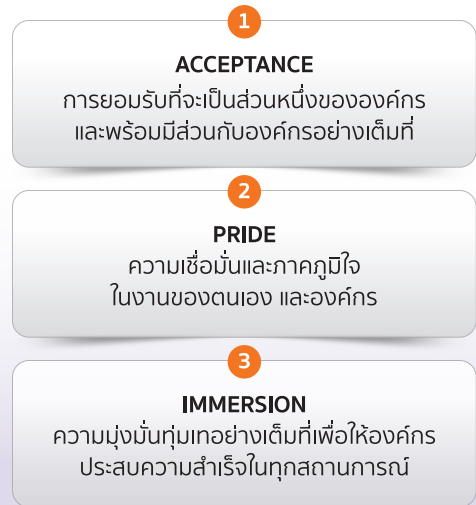 1
ACCEPTANCE
การยอมรับที่จะเป็นส่วนหนึ่งขององค์กร
และพร้อมมีส่วนกับองค์กรอย่างเต็มที่
2
PRIDE
ความเชื่อมั่นและภาคภูมิใจ
ในงานของตนเอง และองค์กร
3
IMMERSION
ความมุ่งมั่นทุ่มเทอย่างเต็มที่เพื่อให้องค์กร
ประสบความสำเร็จในทุกสถานการณ์